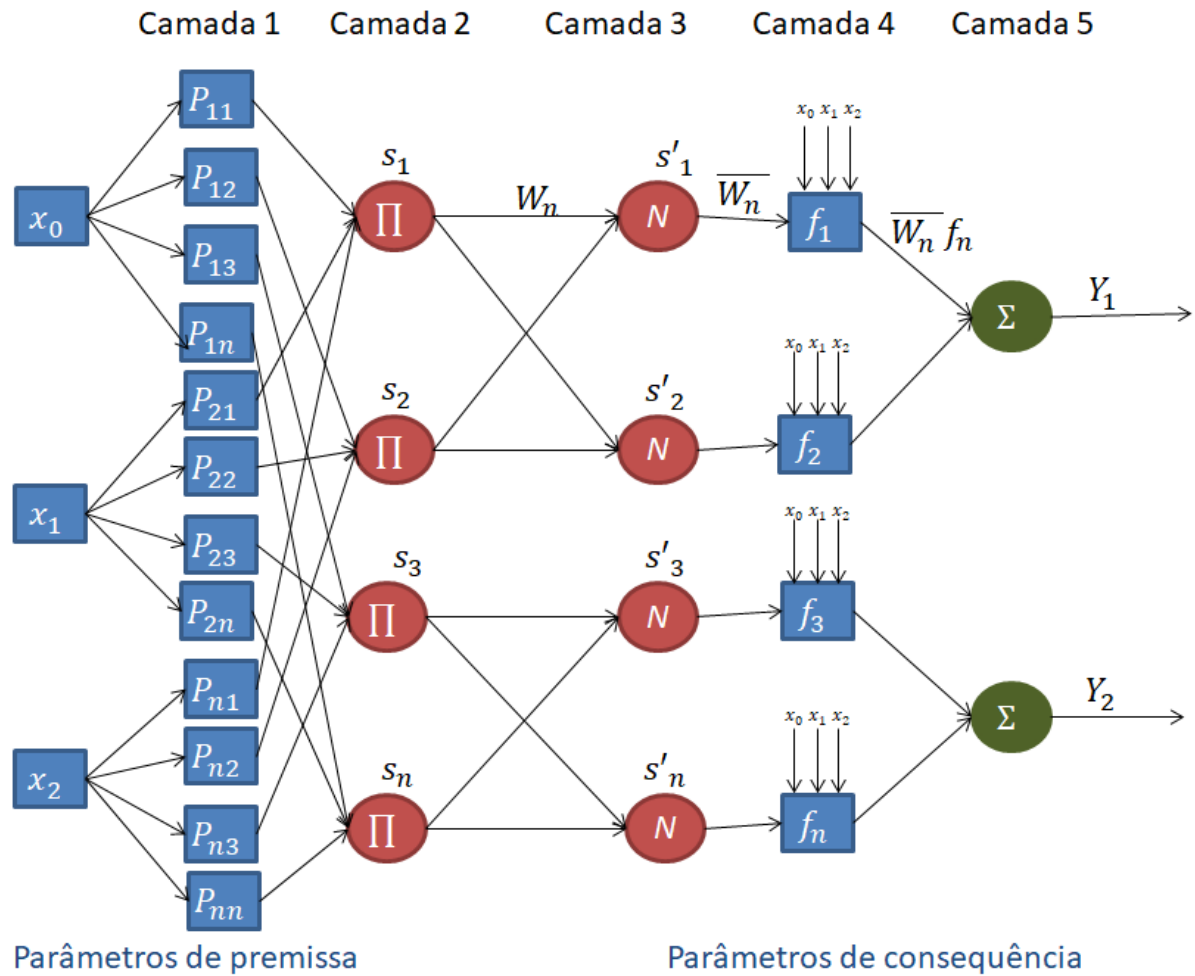 Camada 1 Camada 2 Camada 3 Camada 4 Camada 5
P₁₁
x₀ x₁ x₂
s₁ s′₁
P₁₂
Wₙ W̅ₙ̅
x₀ ∏ N f₁ W̅ₙ̅ fₙ
P₁₃
Y₁
Σ
P₁ₙ
x₀ x₁ x₂
P₂₁ s₂ s′₂
P₂₂ ∏ N f₂
x₁
x₀ x₁ x₂
P₂₃
s₃ s′₃
P₂ₙ ∏ N f₃
Pₙ₁
Y₂
Σ
x₀ x₁ x₂
Pₙ₂
x₂ sₙ s′ₙ
Pₙ₃ ∏ N fₙ
Pₙₙ
Parâmetros de premissa Parâmetros de consequência